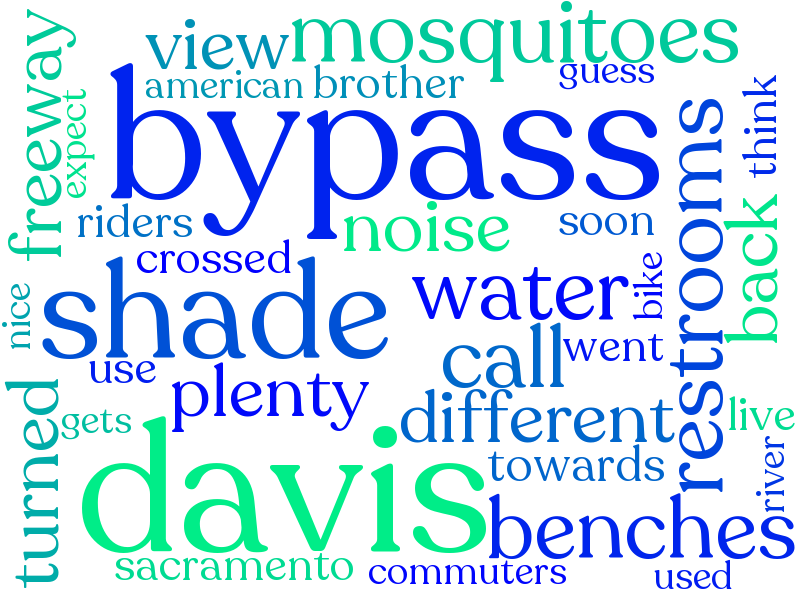 freeway
view
mosquitoes
guess
american
brother
expect
bypass
restrooms
think
riders
noise
soon
back
crossed
nice
shade
water
bike
call
went
use
plenty
different
turned
gets
live
davis
towards
river
benches
sacramento
commuters
used